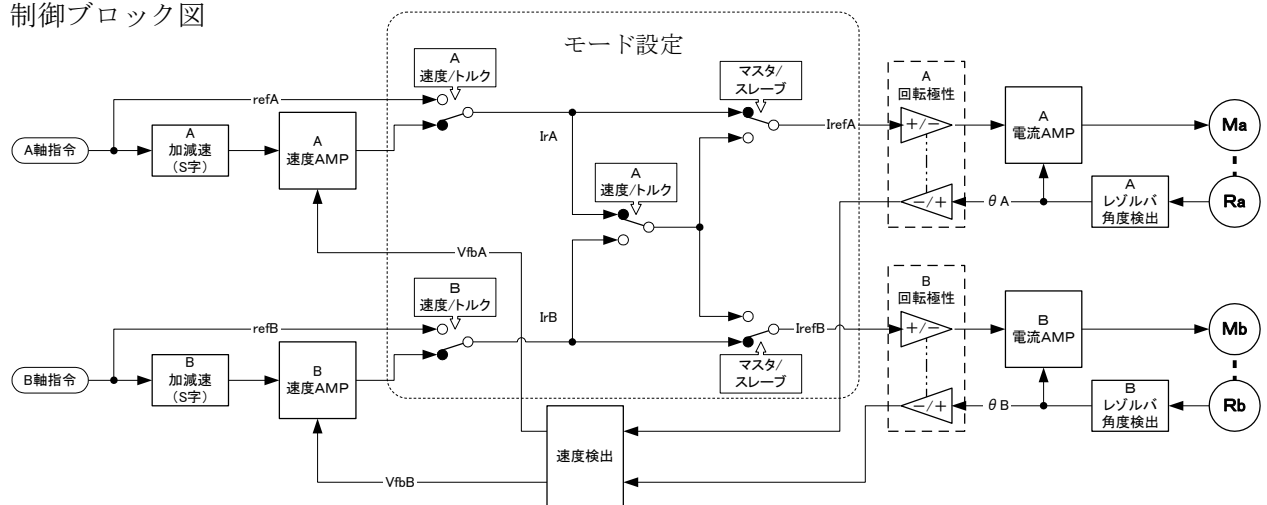 制御ブロック図
モード設定
A
速度/トルク
マスタ/
スレーブ
A
回転極性
refA
IrA
IrefA
+/−
A
電流AMP
Ma
A軸指令
A
加減速
(S字)
A
速度AMP
A
速度/トルク
−/+
θA
A
レゾルバ
角度検出
Ra
VfbA
B
速度/トルク
B
回転極性
refB
IrB
IrefB
+/−
B
電流AMP
Mb
B軸指令
B
加減速
(S字)
B
速度AMP
マスタ/
スレーブ
−/+
θB
B
レゾルバ
角度検出
Rb
速度検出
VfbB